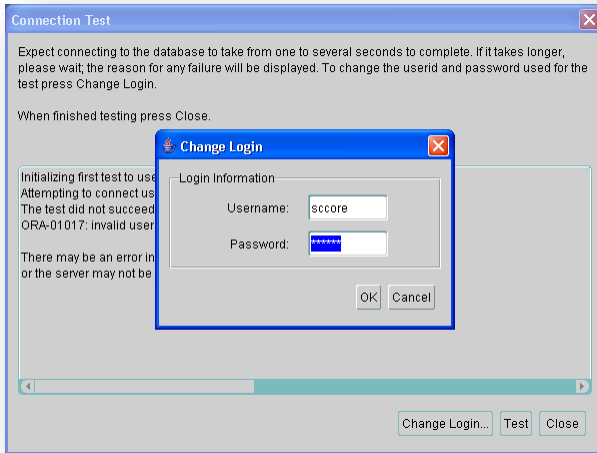 Connection Test
Expect connecting to the database to take from one to several seconds to complete. If it takes longer,
please wait; the reason for any failure will be displayed. To change the userid and password used for the
test press Change Login.
When finished testing press Close.
Change Login
Initializing first test to use
Attempting to connect us
The test did not succeed
ORA-01017: invalid user
There may be an error in
or the server may not be
Login Information
Username: sccore
Password: ******
OK Cancel
Change Login... Test Close